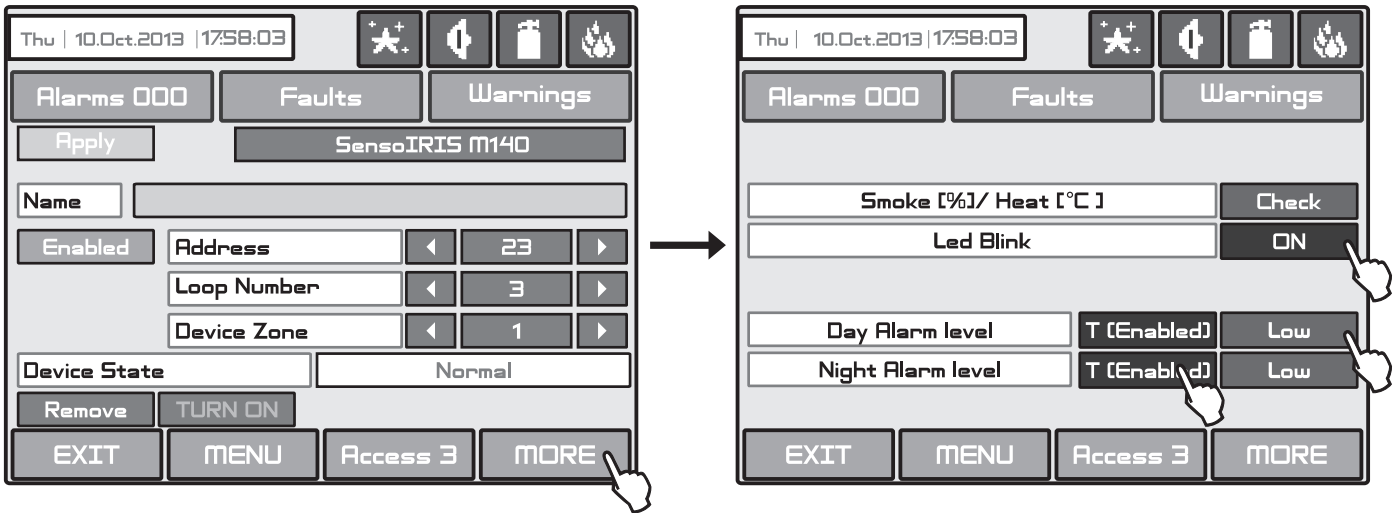 Thu | 10.Oct.2013 | 17:58:03
Alarms 000 Faults Warnings
Apply SensoIRIS M140
Name
Enabled Address 23
Loop Number 3
Device Zone 1
Device State Normal
Remove TURN ON
EXIT MENU Access 3 MORE
Thu | 10.Oct.2013 | 17:58:03
Alarms 000 Faults Warnings
Smoke [%]/ Heat [°C ] Check
Led Blink ON
Day Alarm level T (Enabled) Low
Night Alarm level T (Enabled) Low
EXIT MENU Access 3 MORE